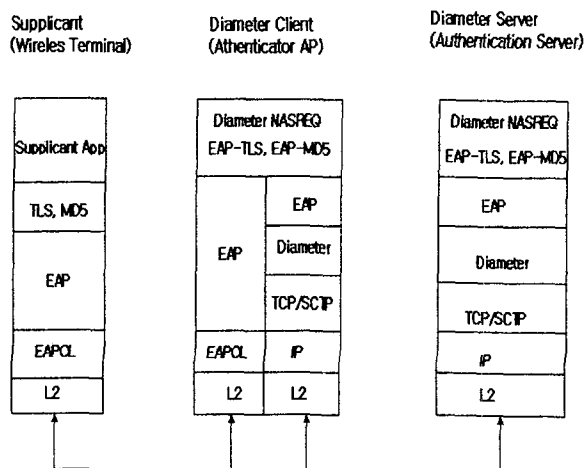 Supplicant
(Wireles Terminal)
Diameter Client
(Athenticator AP)
Diameter Server
(Authentication Server)
Supplicant App
TLS, MD5
EAP
EAPOL
L2
Diameter NASREQ
EAP-TLS, EAP-MD5
EAP
EAPOL
L2
EAP
Diameter
TCP/SCTP
IP
L2
Diameter NASREQ
EAP-TLS, EAP-MD5
EAP
Diameter
TCP/SCTP
IP
L2